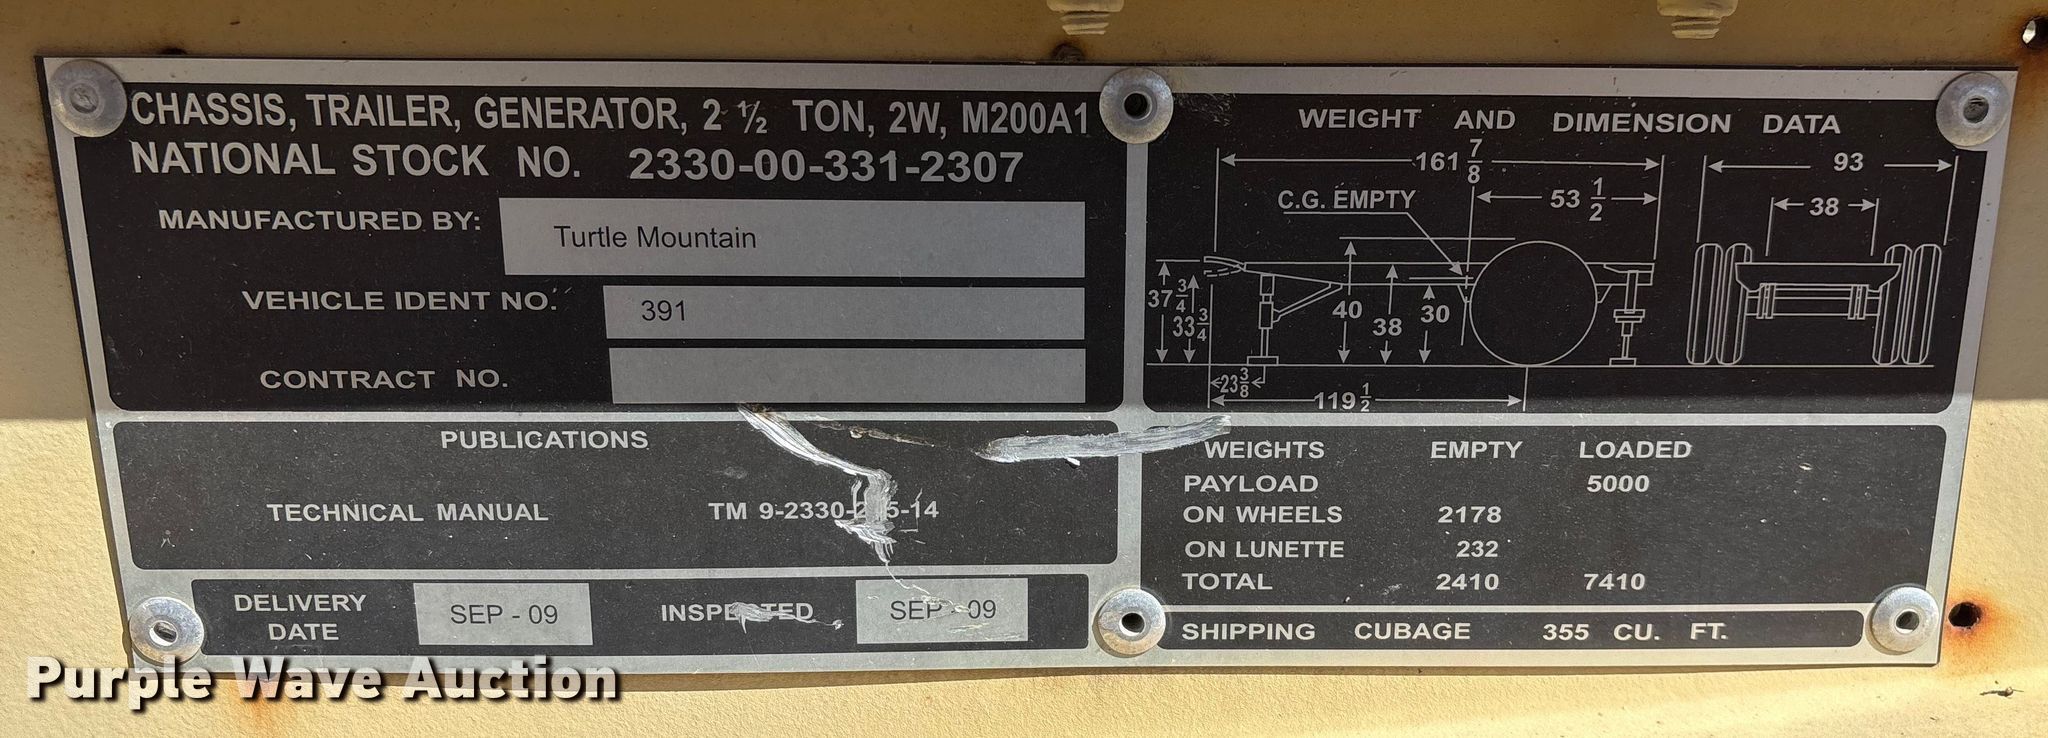 CHASSIS, TRAILER, GENERATOR, 2 ½ TON, 2W, M200A1
NATIONAL STOCK NO. 2330-00-331-2307
MANUFACTURED BY: Turtle Mountain
VEHICLE IDENT NO. 391
CONTRACT NO.
PUBLICATIONS
TECHNICAL MANUAL TM
DELIVERY DATE SEP - 09
INSPECTED SEP - 09
WEIGHT AND DIMENSION DATA
161 7/8
93
C.G. EMPTY
53 1/2
38
37 3/4
33 3/4
40
38
30
23 3/8
119 1/2
WEIGHTS EMPTY LOADED
PAYLOAD 5000
ON WHEELS 2178
ON LUNETTE 232
TOTAL 2410 7410
SHIPPING CUBAGE 355 CU. FT.
Purple Wave Auction